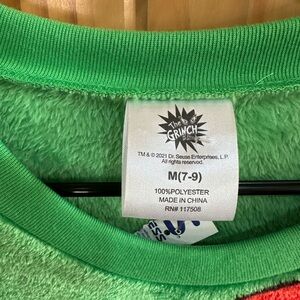 The
GRINCH
TM & © 2021 Dr. Seuss Enterprises, L.P.
All rights reserved.
M(7-9)
100%POLYESTER
MADE IN CHINA
RN# 117508